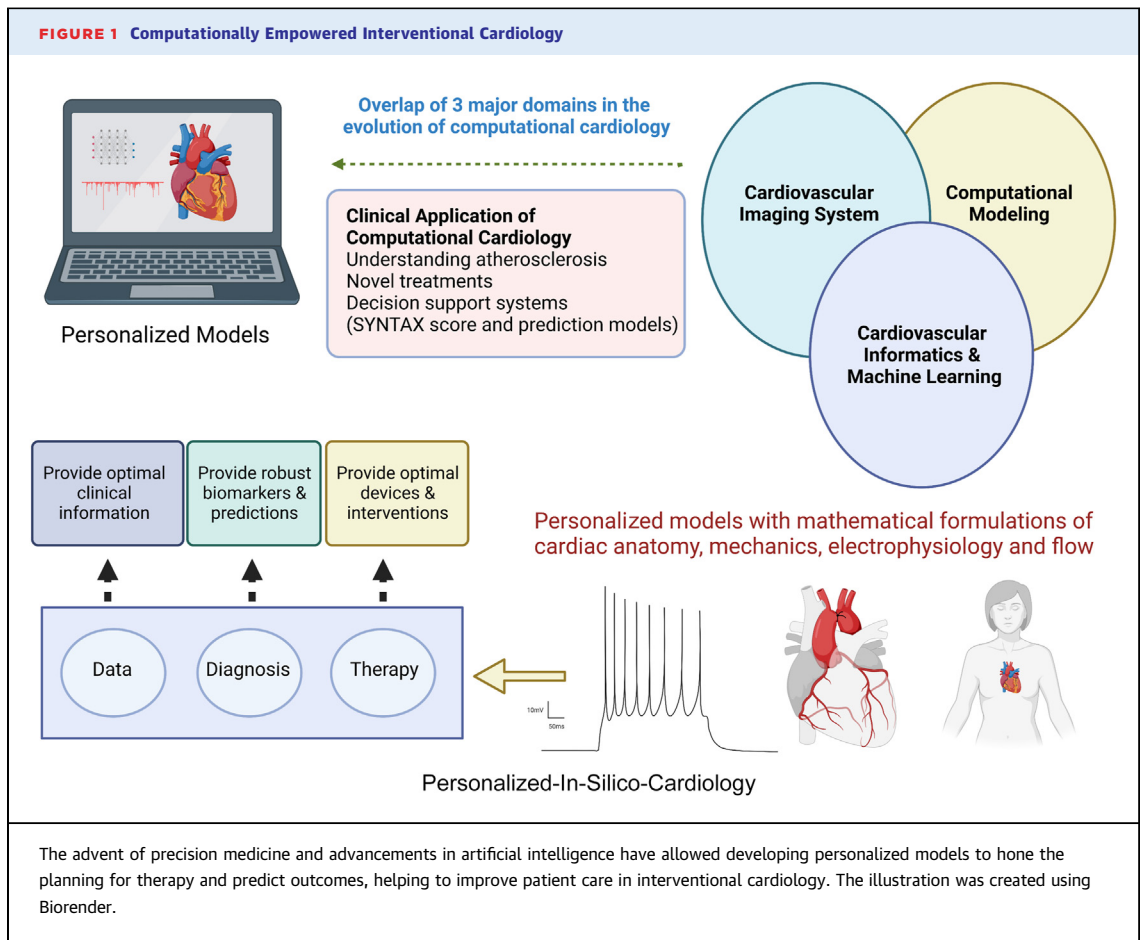 FIGURE 1 Computationally Empowered Interventional Cardiology
Overlap of 3 major domains in the
evolution of computational cardiology
Clinical Application of
Computational Cardiology
Understanding atherosclerosis
Novel treatments
Decision support systems
(SYNTAX score and prediction models)
Personalized Models
Cardiovascular
Imaging System
Computational
Modeling
Cardiovascular
Informatics &
Machine Learning
Provide optimal
clinical
information
Provide robust
biomarkers &
predictions
Provide optimal
devices &
interventions
Data
Diagnosis
Therapy
Personalized models with mathematical formulations of
cardiac anatomy, mechanics, electrophysiology and flow
10mV
50ms
Personalized-In-Silico-Cardiology
The advent of precision medicine and advancements in artificial intelligence have allowed developing personalized models to hone the
planning for therapy and predict outcomes, helping to improve patient care in interventional cardiology. The illustration was created using
Biorender.